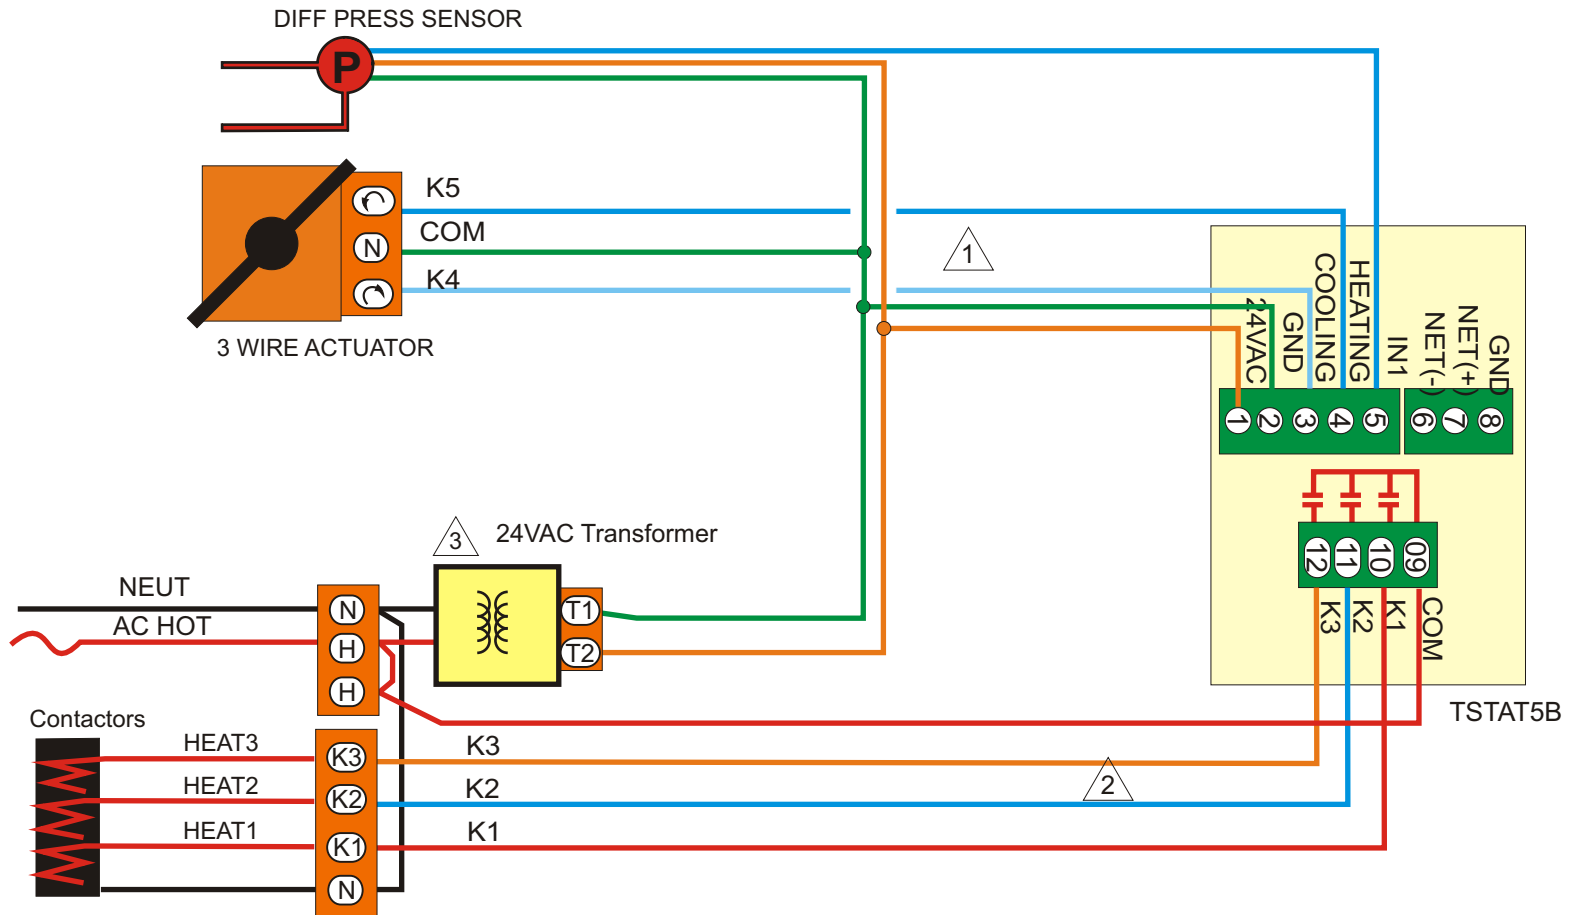 DIFF PRESS SENSOR
P
K5
COM
N
K4
3 WIRE ACTUATOR
1
24VAC
GND
COOLING
HEATING
IN1
NET(-)
NET(+)
GND
1
2
3
4
5
6
7
8
12
11
10
09
K3
K2
K1
COM
TSTAT5B
3
24VAC Transformer
NEUT
N
T1
AC HOT
H
T2
H
Contactors
HEAT3
K3
K3
HEAT2
K2
K2
2
HEAT1
K1
K1
N